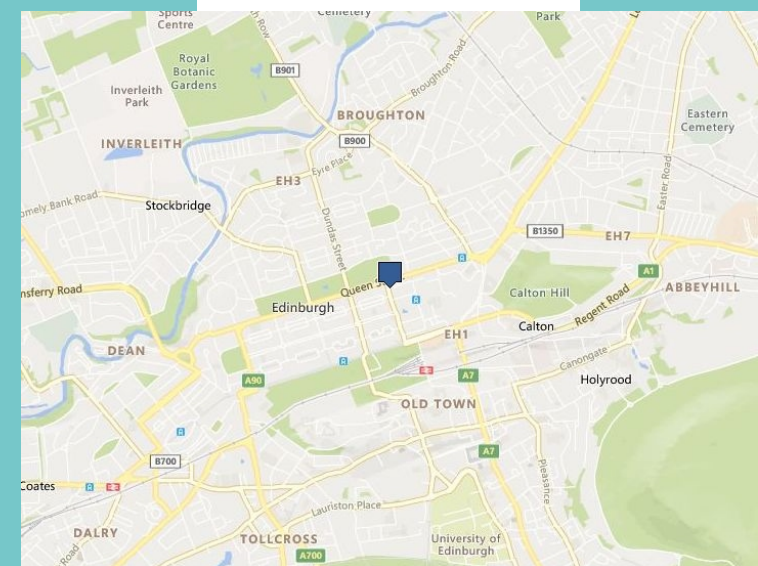 Sports
Centre
Cemetery
Park
Row
Royal
Botanic
Gardens
B901
Broughton Road
Inverleith
Park
BROUGHTON
Eastern
Cemetery
INVERLEITH
B900
Eyre Place
EH3
Easter Road
Stockbridge
Dundas Street
B1350
EH7
A1
Queen
Calton Hill
ABBEYHILL
Regent Road
Edinburgh
Calton
EH1
DEAN
Canongate
A90
A7
Holyrood
OLD TOWN
A7
B700
Pleasance
Coates
Lauriston Place
DALRY
TOLLCROSS
University of
Edinburgh
A700
Road